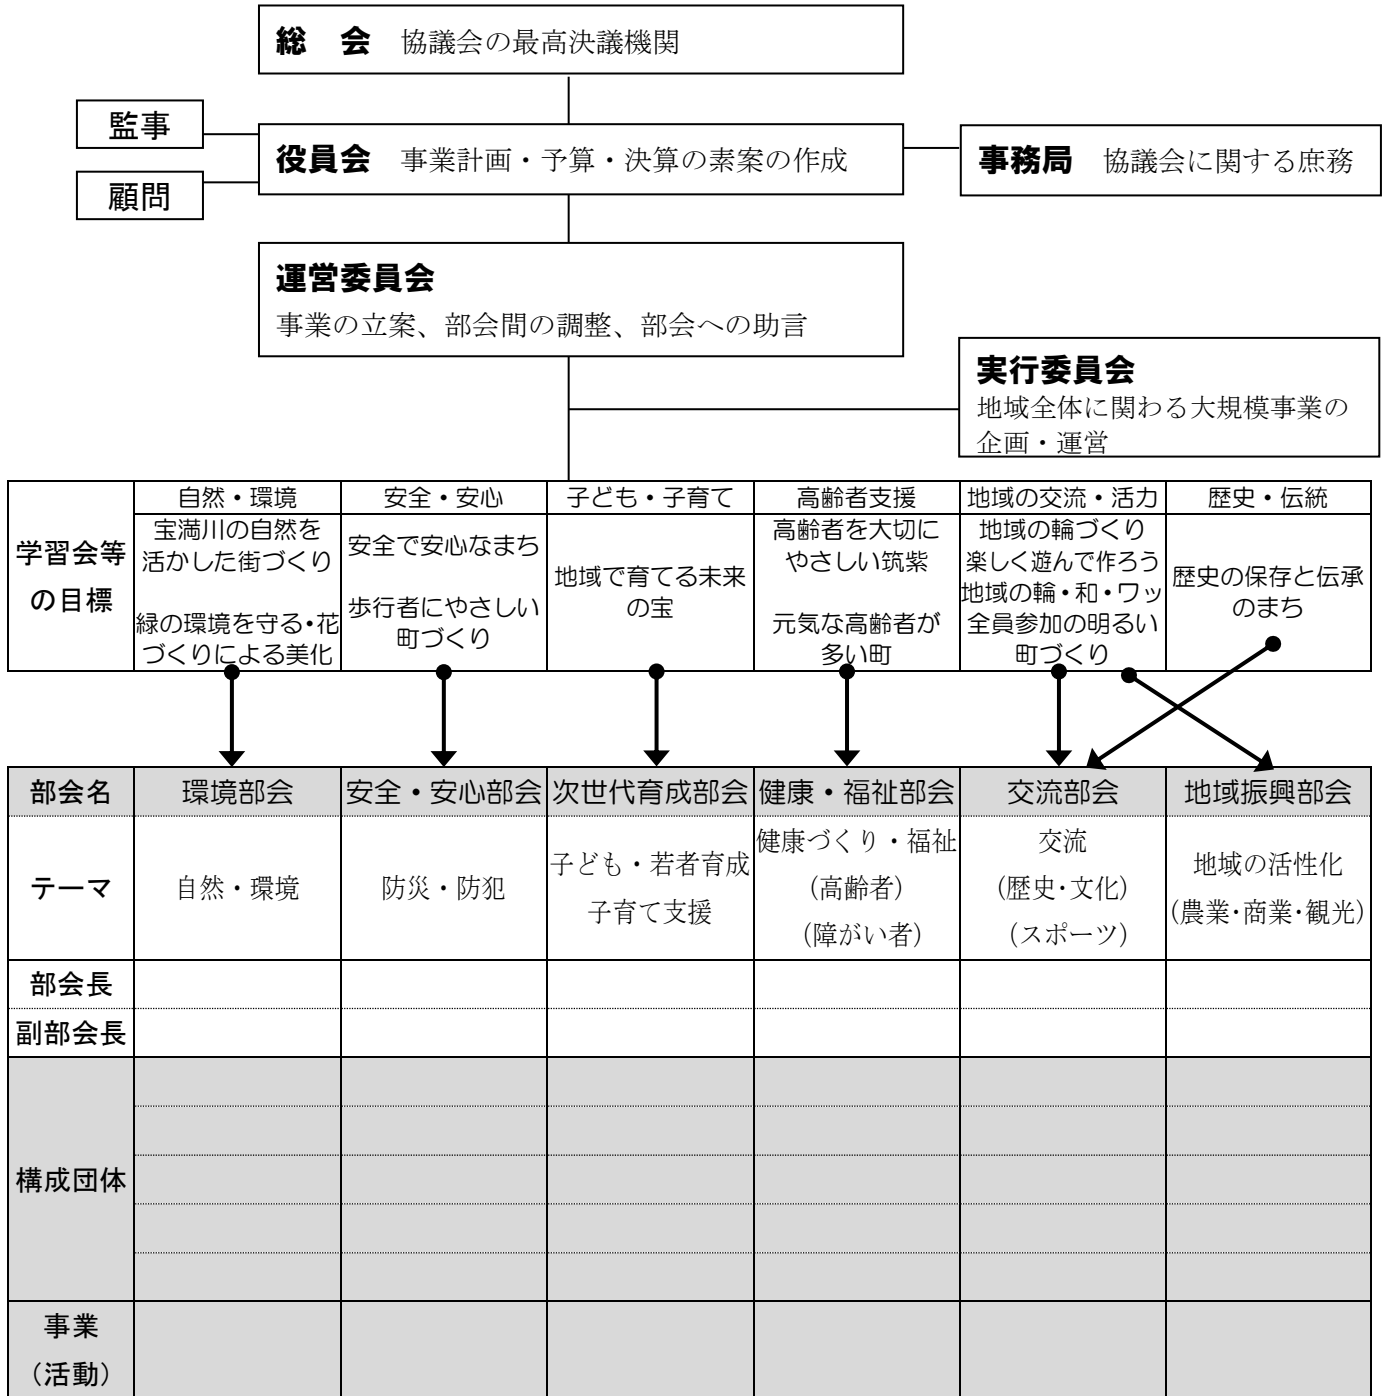 総　会　協議会の最高決議機関
監事
役員会　事業計画・予算・決算の素案の作成
事務局　協議会に関する庶務
顧問
運営委員会
事業の立案、部会間の調整、部会への助言
実行委員会
地域全体に関わる大規模事業の
企画・運営
学習会等
の目標
自然・環境
宝満川の自然を
活かした街づくり
緑の環境を守る・花
づくりによる美化
安全・安心
安全で安心なまち
歩行者にやさしい
町づくり
子ども・子育て
地域で育てる未来
の宝
高齢者支援
高齢者を大切に
やさしい筑紫
元気な高齢者が
多い町
地域の交流・活力
地域の輪づくり
楽しく遊んで作ろう
地域の輪・和・ワッ
全員参加の明るい
町づくり
歴史・伝統
歴史の保存と伝承
のまち
部会名
環境部会
安全・安心部会
次世代育成部会
健康・福祉部会
交流部会
地域振興部会
テーマ
自然・環境
防災・防犯
子ども・若者育成
子育て支援
健康づくり・福祉
（高齢者）
（障がい者）
交流
（歴史・文化）
（スポーツ）
地域の活性化
（農業・商業・観光）
部会長
副部会長
構成団体
事業
（活動）